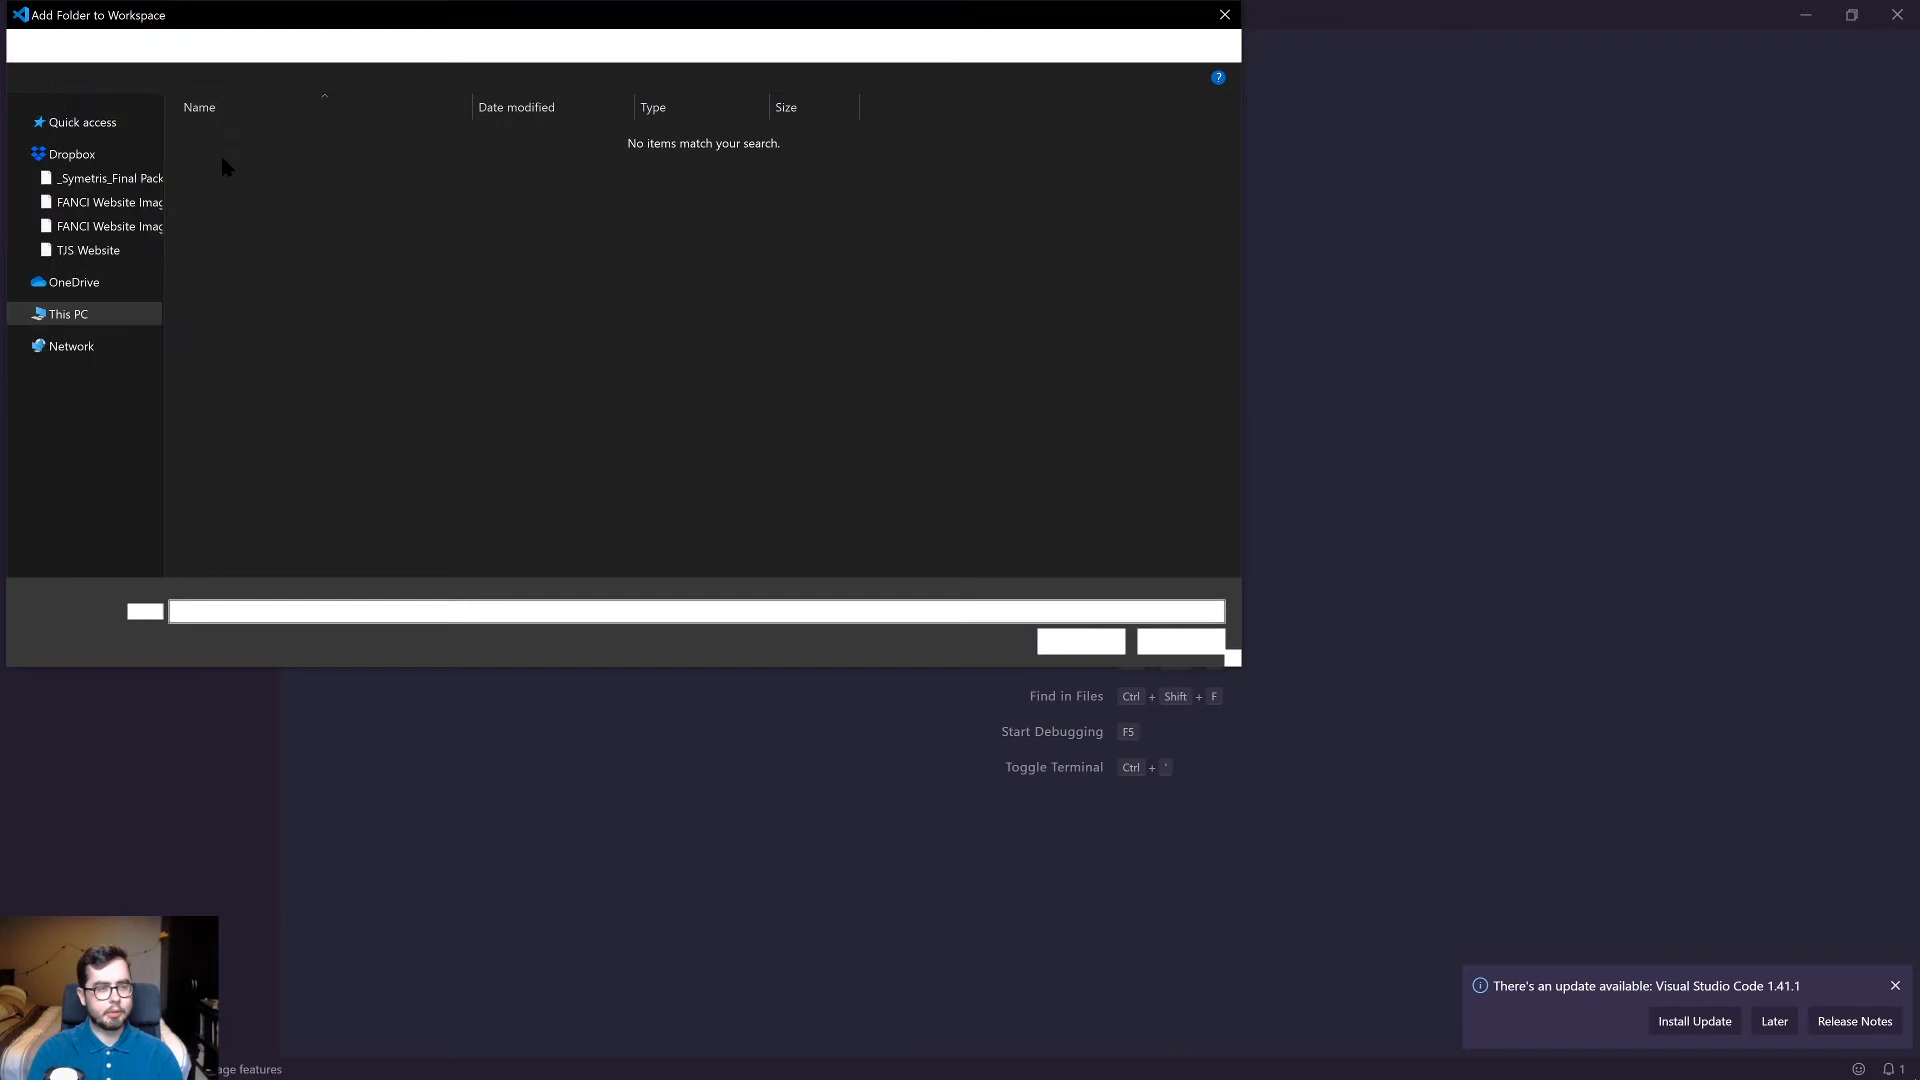 Add Folder to Workspace
?
Name
Date modified
Type
Size
No items match your search.
Quick access
Dropbox
_Symetris_Final Pack
FANCI Website Imag
FANCI Website Imag
TJS Website
OneDrive
This PC
Network
Find in Files Ctrl + Shift + F
Start Debugging F5
Toggle Terminal Ctrl + '
There's an update available: Visual Studio Code 1.41.1
Install Update
Later
Release Notes
age features
1